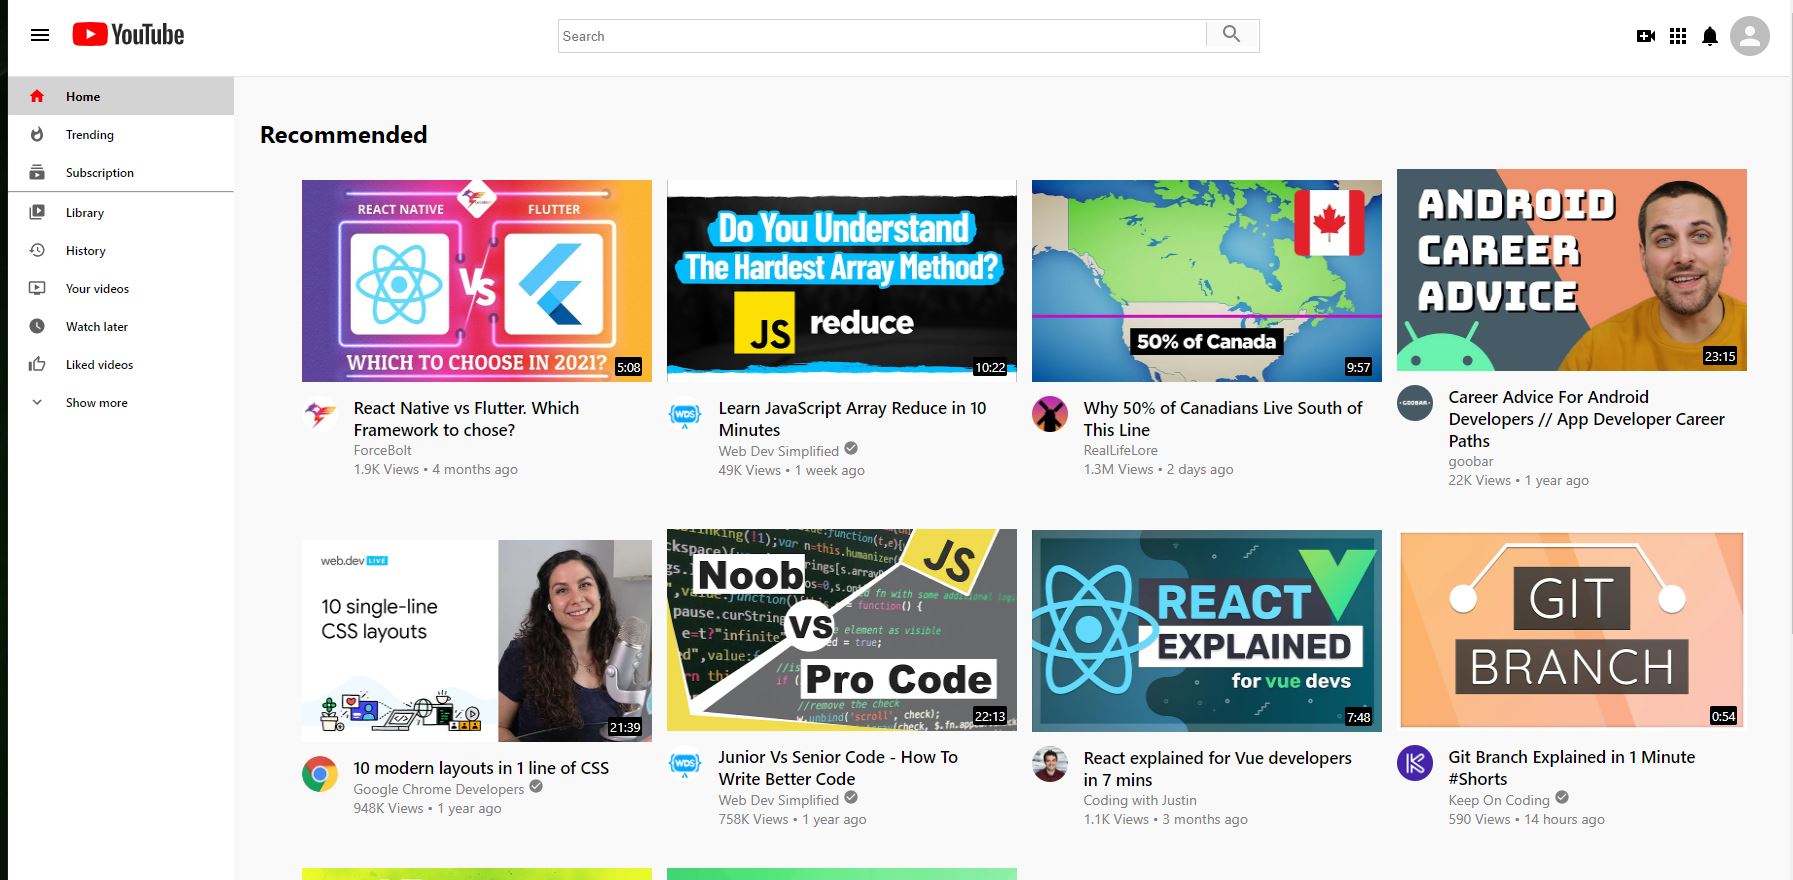 YouTube
Search
Home
Trending
Subscription
Library
History
Your videos
Watch later
Liked videos
Show more
Recommended
REACT NATIVE
FLUTTER
VS
WHICH TO CHOOSE IN 2021?
5:08
React Native vs Flutter. Which
Framework to chose?
ForceBolt
1.9K Views • 4 months ago
Do You Understand
The Hardest Array Method?
JS reduce
10:22
WDS
Learn JavaScript Array Reduce in 10
Minutes
Web Dev Simplified
49K Views • 1 week ago
50% of Canada
9:57
Why 50% of Canadians Live South of
This Line
RealLifeLore
1.3M Views • 2 days ago
ANDROID
CAREER
ADVICE
23:15
GOOBAR
Career Advice For Android
Developers // App Developer Career
Paths
goobar
22K Views • 1 year ago
web.dev LIVE
10 single-line
CSS layouts
21:39
10 modern layouts in 1 line of CSS
Google Chrome Developers
948K Views • 1 year ago
Noob
JS
VS
Pro Code
//remove the check
22:13
WDS
Junior Vs Senior Code - How To
Write Better Code
Web Dev Simplified
758K Views • 1 year ago
REACT
EXPLAINED
for vue devs
7:48
React explained for Vue developers
in 7 mins
Coding with Justin
1.1K Views • 3 months ago
GIT
BRANCH
0:54
Git Branch Explained in 1 Minute
#Shorts
Keep On Coding
590 Views • 14 hours ago